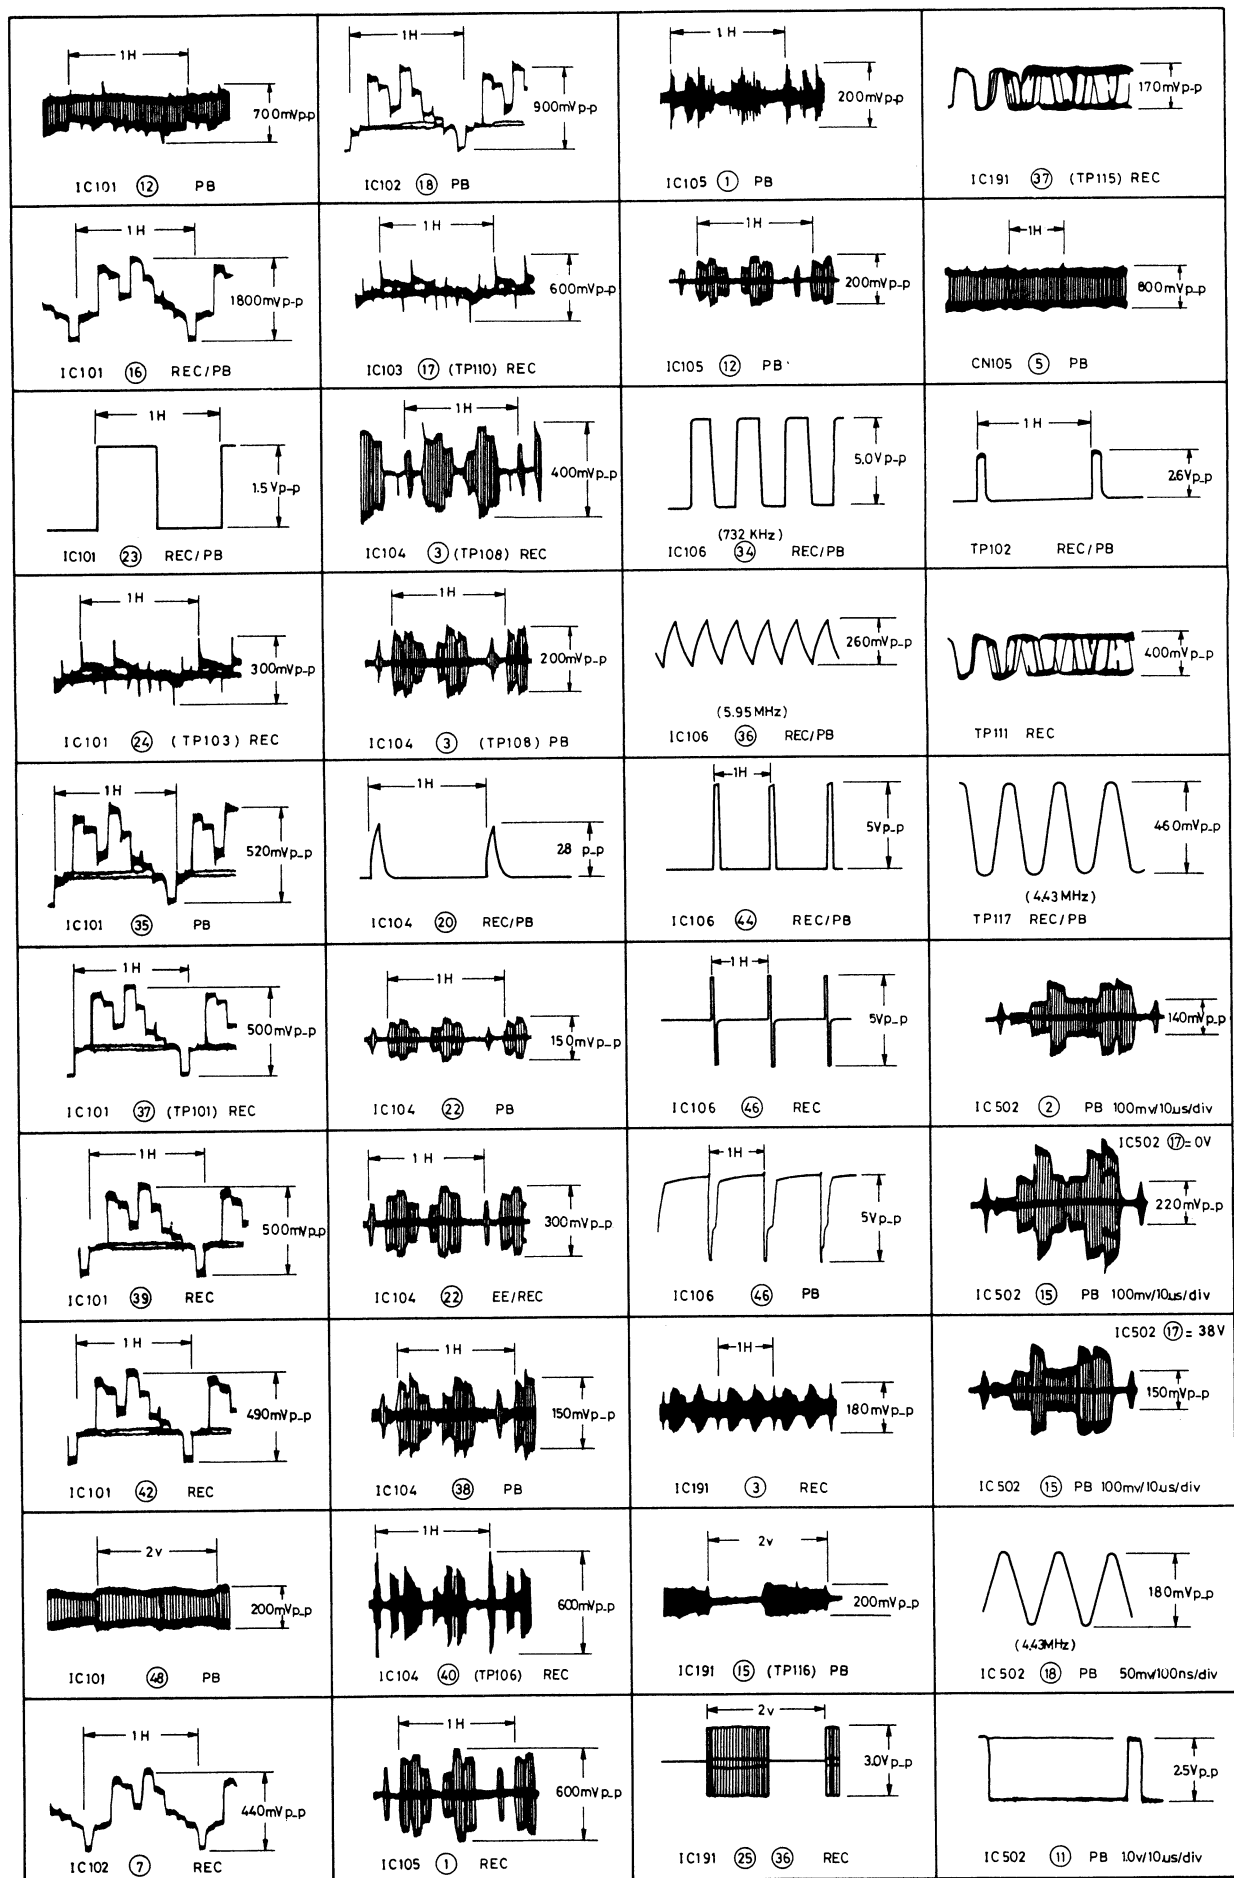 1H
700mVp-p
IC101 ⑫ PB
1H
900mVp-p
IC102 ⑱ PB
1H
200mVp-p
IC105 ① PB
170mVp-p
IC191 ㊲ (TP115) REC
1H
1800mVp-p
IC101 ⑯ REC/PB
1H
600mVp-p
IC103 ⑰ (TP110) REC
1H
200mVp-p
IC105 ⑫ PB
1H
800mVp-p
CN105 ⑤ PB
1H
1.5Vp-p
IC101 ㉓ REC/PB
1H
400mVp-p
IC104 ③ (TP108) REC
5.0Vp-p
(732 KHz)
IC106 ㉞ REC/PB
1H
2.6Vp-p
TP102 REC/PB
1H
300mVp-p
IC101 ㉔ (TP103) REC
1H
200mVp-p
IC104 ③ (TP108) PB
260mVp-p
(5.95MHz)
IC106 ㊱ REC/PB
400mVp-p
TP111 REC
1H
520mVp-p
IC101 ㉟ PB
1H
28 p-p
IC104 ⑳ REC/PB
1H
5Vp-p
IC106 ㊹ REC/PB
460mVp-p
(4.43MHz)
TP117 REC/PB
1H
500mVp-p
IC101 ㊲ (TP101) REC
1H
150mVp-p
IC104 ㉒ PB
1H
5Vp-p
IC106 ㊻ REC
140mVp-p
IC502 ② PB 100mv/10us/div
1H
500mVp-p
IC101 ㊴ REC
1H
300mVp-p
IC104 ㉒ EE/REC
1H
5Vp-p
IC106 ㊻ PB
IC502 ⑰=0V
220mVp-p
IC502 ⑮ PB 100mv/10us/div
1H
490mVp-p
IC101 ㊷ REC
1H
150mVp-p
IC104 ㊳ PB
1H
180mVp-p
IC191 ③ REC
IC502 ⑰= 38V
150mVp-p
IC502 ⑮ PB 100mv/10us/div
2v
200mVp-p
IC101 ㊽ PB
1H
600mVp-p
IC104 ㊵ (TP106) REC
2v
200mVp-p
IC191 ⑮ (TP116) PB
180mVp-p
(4.43MHz)
IC502 ⑱ PB 50mv/100ns/div
1H
440mVp-p
IC102 ⑦ REC
1H
600mVp-p
IC105 ① REC
2v
3.0Vp-p
IC191 ㉕ ㊱ REC
2.5Vp-p
IC502 ⑪ PB 1.0v/10us/div